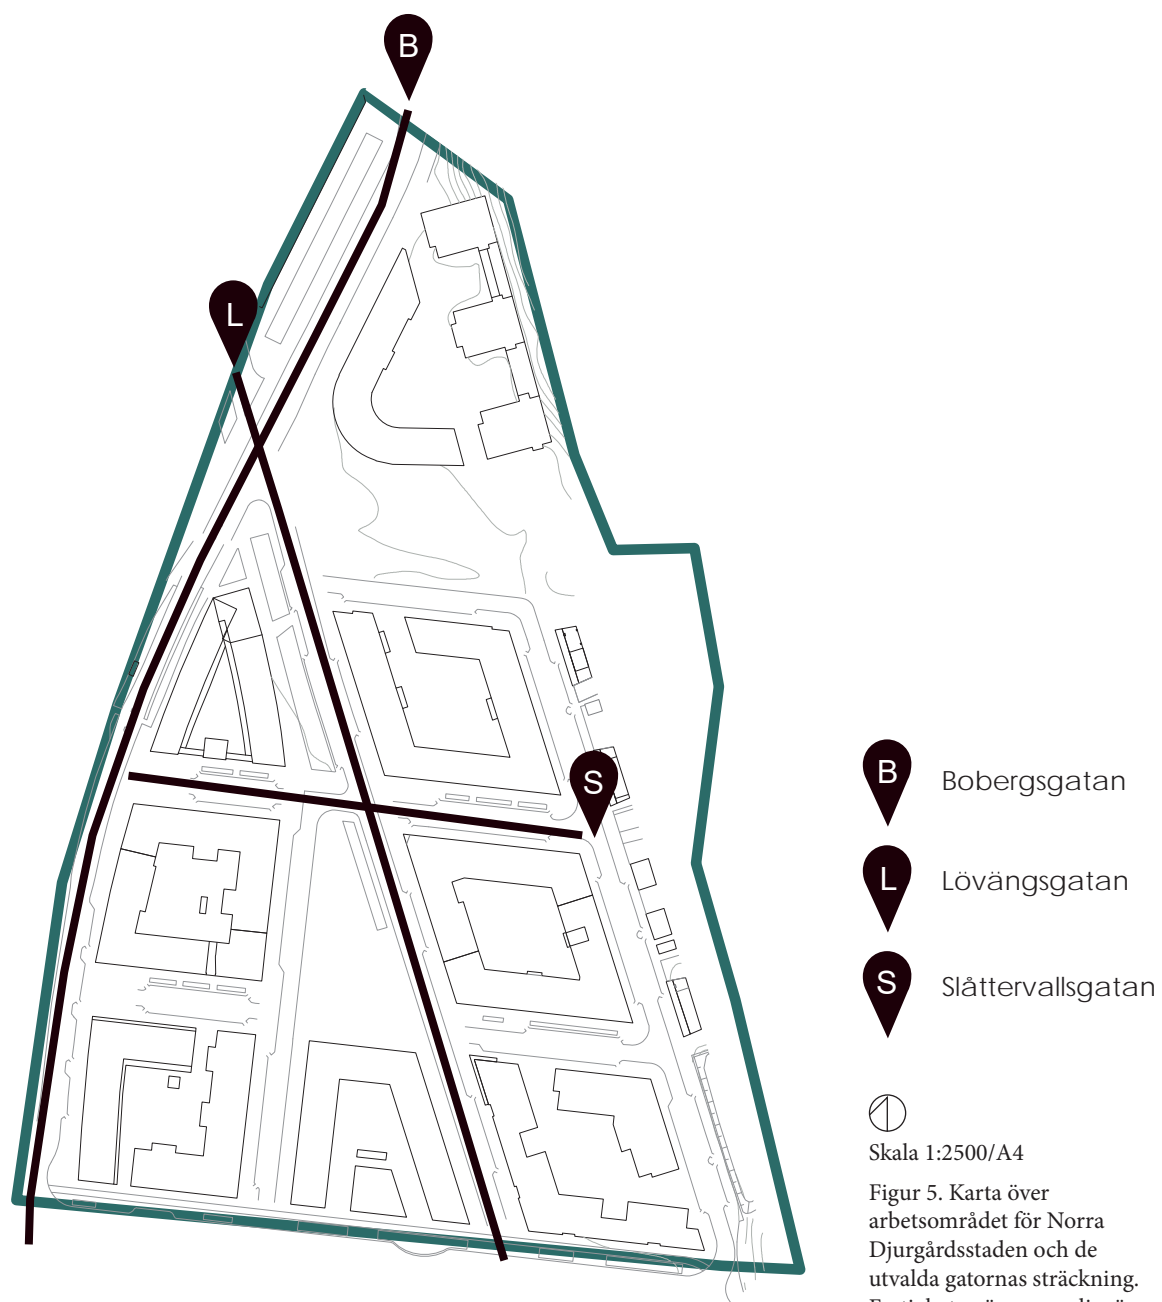 B
L
S
B
Bobergsgatan
L
Lövängsgatan
S
Slåttervallsgatan
Skala 1:2500/A4
Figur 5. Karta över
arbetsområdet för Norra
Djurgårdsstaden och de
utvalda gatornas sträckning.